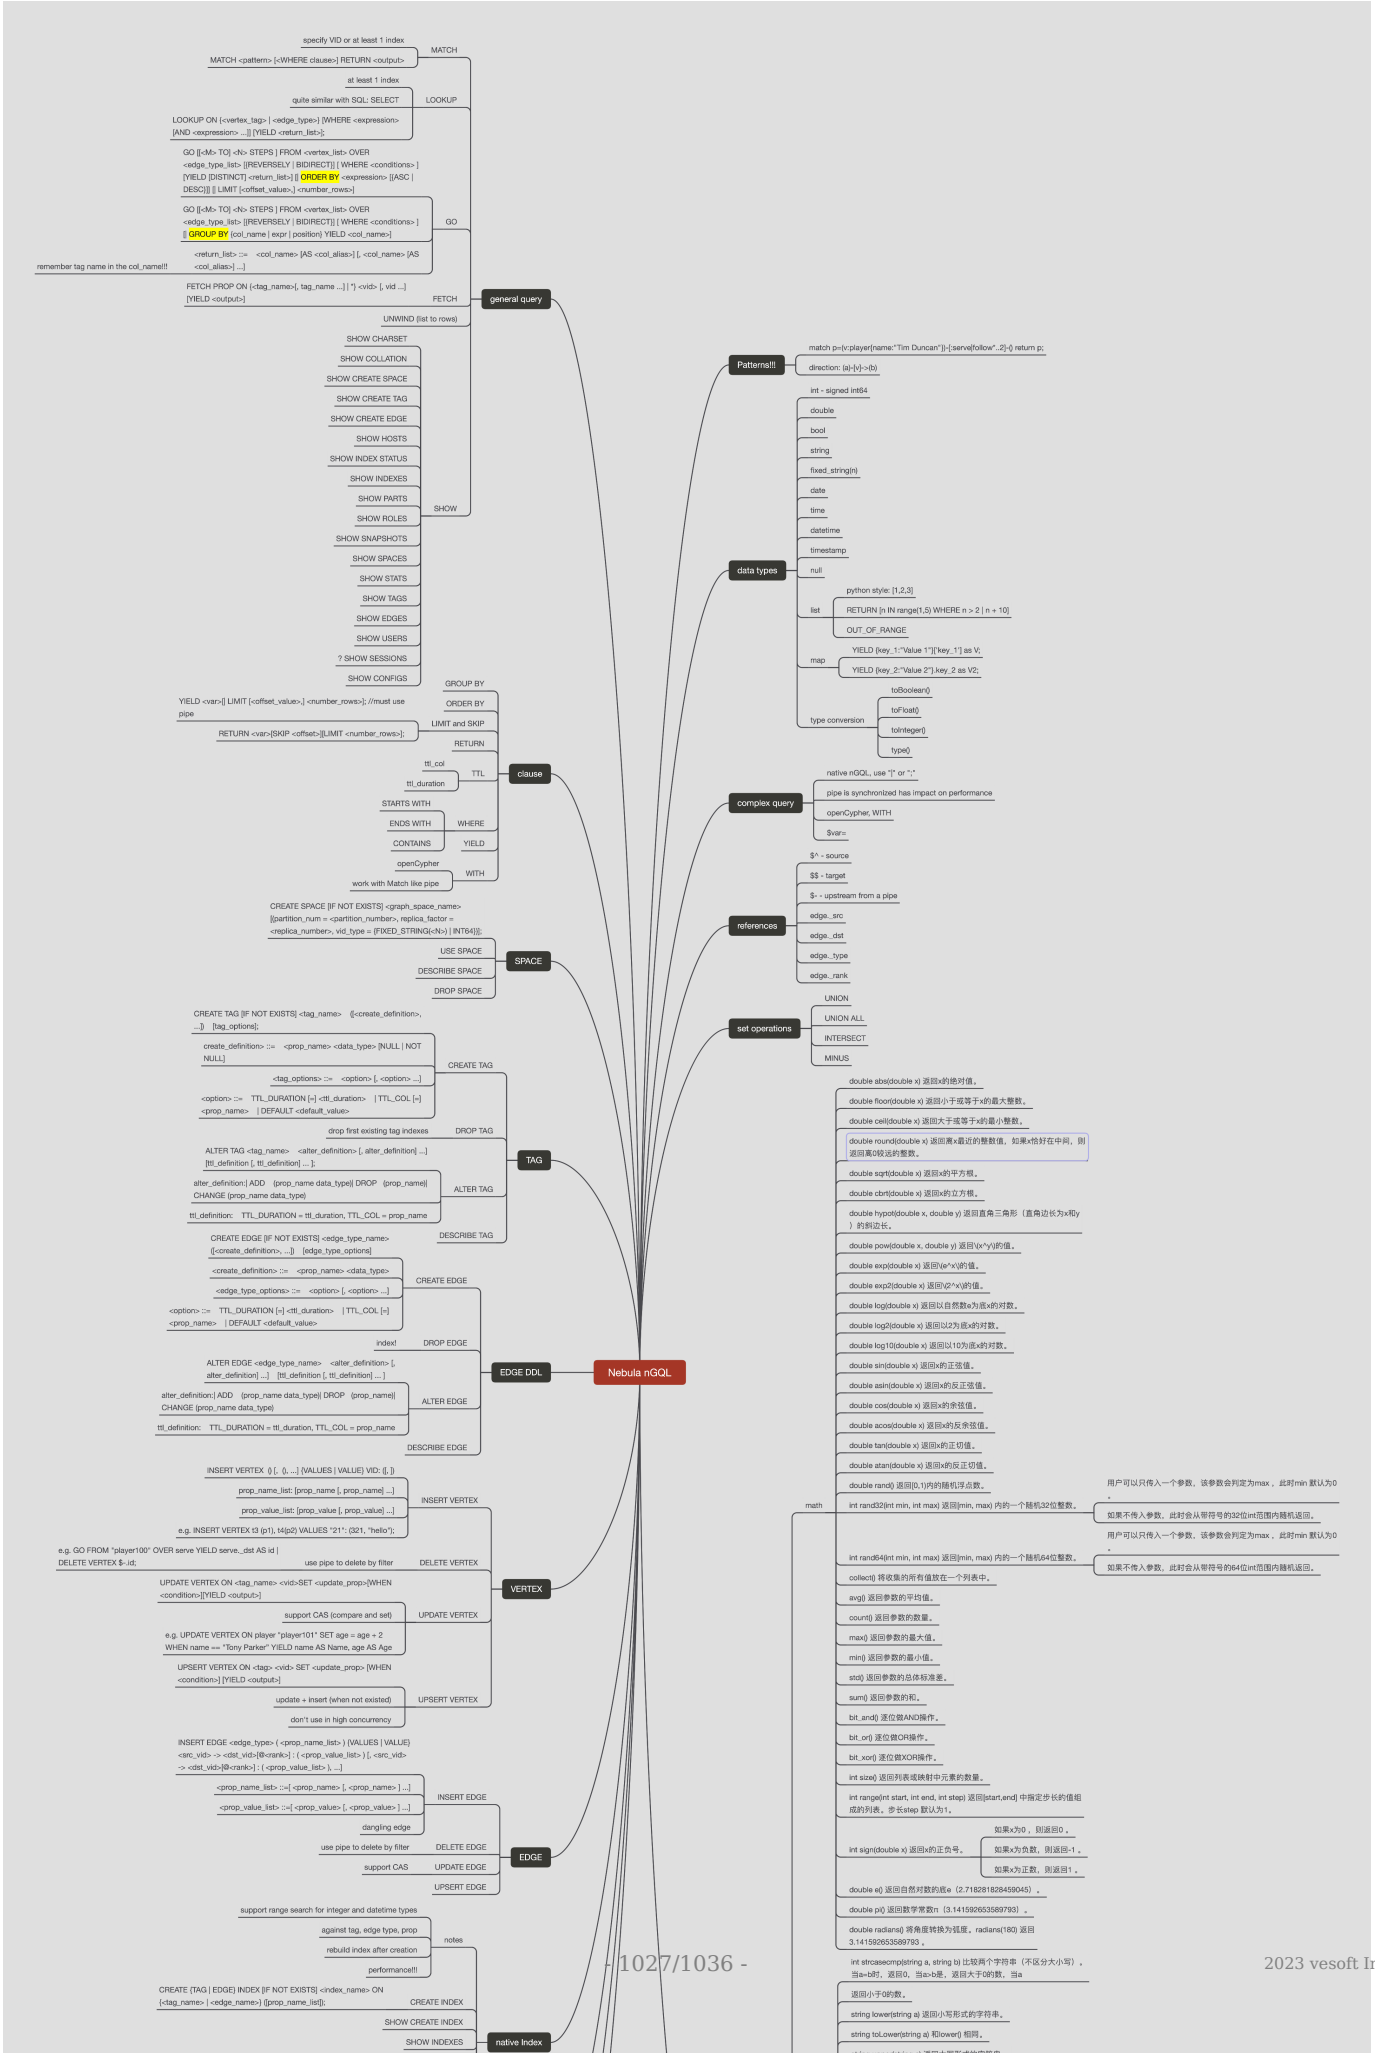 specify VID or at least 1 index
MATCH <pattern> [<WHERE clause>] RETURN <output>
MATCH
at least 1 index
quite similar with SQL: SELECT
LOOKUP ON {<vertex_tag> | <edge_type>} [WHERE <expression>
[AND <expression> ...]] [YIELD <return_list>];
LOOKUP
GO [[<M> TO] <N> STEPS ] FROM <vertex_list> OVER
<edge_type_list> [{REVERSELY | BIDIRECT}] [ WHERE <conditions> ]
[YIELD [DISTINCT] <return_list>] [| ORDER BY <expression> [{ASC |
DESC}]] [| LIMIT [<offset_value>,] <number_rows>]
GO [[<M> TO] <N> STEPS ] FROM <vertex_list> OVER
<edge_type_list> [{REVERSELY | BIDIRECT}] [ WHERE <conditions> ]
[| GROUP BY {col_name | expr | position} YIELD <col_name>]
GO
<return_list> ::= <col_name> [AS <col_alias>] [, <col_name> [AS
<col_alias>] ...]
remember tag name in the col_name!!!
FETCH PROP ON {<tag_name>[, tag_name ...] | *} <vid> [, vid ...]
[YIELD <output>]
FETCH
UNWIND (list to rows)
general query
SHOW CHARSET
SHOW COLLATION
SHOW CREATE SPACE
SHOW CREATE TAG
SHOW CREATE EDGE
SHOW HOSTS
SHOW INDEX STATUS
SHOW INDEXES
SHOW PARTS
SHOW ROLES
SHOW SNAPSHOTS
SHOW SPACES
SHOW STATS
SHOW TAGS
SHOW EDGES
SHOW USERS
? SHOW SESSIONS
SHOW CONFIGS
SHOW
GROUP BY
ORDER BY
YIELD <var>[| LIMIT [<offset_value>,] <number_rows>]; //must use
pipe
RETURN <var>[SKIP <offset>][LIMIT <number_rows>];
LIMIT and SKIP
RETURN
ttl_col
ttl_duration
TTL
clause
STARTS WITH
ENDS WITH
CONTAINS
WHERE
YIELD
openCypher
work with Match like pipe
WITH
CREATE SPACE [IF NOT EXISTS] <graph_space_name>
[(partition_num = <partition_number>, replica_factor =
<replica_number>, vid_type = {FIXED_STRING(<N>) | INT64})];
USE SPACE
DESCRIBE SPACE
DROP SPACE
SPACE
CREATE TAG [IF NOT EXISTS] <tag_name> ([<create_definition>,
...]) [tag_options];
create_definition> ::= <prop_name> <data_type> [NULL | NOT
NULL]
<tag_options> ::= <option> [, <option> ...]
<option> ::= TTL_DURATION [=] <ttl_duration> | TTL_COL [=]
<prop_name> | DEFAULT <default_value>
CREATE TAG
drop first existing tag indexes
DROP TAG
ALTER TAG <tag_name> <alter_definition> [, alter_definition] ...]
[ttl_definition [, ttl_definition] ... ];
alter_definition:| ADD (prop_name data_type)| DROP (prop_name)|
CHANGE (prop_name data_type)
ttl_definition: TTL_DURATION = ttl_duration, TTL_COL = prop_name
ALTER TAG
DESCRIBE TAG
TAG
CREATE EDGE [IF NOT EXISTS] <edge_type_name>
([<create_definition>, ...]) [edge_type_options]
<create_definition> ::= <prop_name> <data_type>
<edge_type_options> ::= <option> [, <option> ...]
<option> ::= TTL_DURATION [=] <ttl_duration> | TTL_COL [=]
<prop_name> | DEFAULT <default_value>
CREATE EDGE
index!
DROP EDGE
ALTER EDGE <edge_type_name> <alter_definition> [,
alter_definition] ...] [ttl_definition [, ttl_definition] ... ]
alter_definition:| ADD (prop_name data_type)| DROP (prop_name)|
CHANGE (prop_name data_type)
ttl_definition: TTL_DURATION = ttl_duration, TTL_COL = prop_name
ALTER EDGE
DESCRIBE EDGE
EDGE DDL
Nebula nGQL
INSERT VERTEX () [, (), ...] {VALUES | VALUE} VID: ([, ])
prop_name_list: [prop_name [, prop_name] ...]
prop_value_list: [prop_value [, prop_value] ...]
e.g. INSERT VERTEX t3 (p1), t4(p2) VALUES "21": (321, "hello");
INSERT VERTEX
e.g. GO FROM "player100" OVER serve YIELD serve._dst AS id |
DELETE VERTEX $-.id;
use pipe to delete by filter
DELETE VERTEX
UPDATE VERTEX ON <tag_name> <vid>SET <update_prop>[WHEN
<condition>][YIELD <output>]
support CAS (compare and set)
e.g. UPDATE VERTEX ON player "player101" SET age = age + 2
WHEN name == "Tony Parker" YIELD name AS Name, age AS Age
UPDATE VERTEX
UPSERT VERTEX ON <tag> <vid> SET <update_prop> [WHEN
<condition>] [YIELD <output>]
update + insert (when not existed)
don't use in high concurrency
UPSERT VERTEX
VERTEX
INSERT EDGE <edge_type> ( <prop_name_list> ) {VALUES | VALUE}
<src_vid> -> <dst_vid>[@<rank>] : ( <prop_value_list> ) [, <src_vid>
-> <dst_vid>[@<rank>] : ( <prop_value_list> ), ...]
<prop_name_list> ::=[ <prop_name> [, <prop_name> ] ...]
<prop_value_list> ::=[ <prop_value> [, <prop_value> ] ...]
dangling edge
INSERT EDGE
use pipe to delete by filter
DELETE EDGE
support CAS
UPDATE EDGE
UPSERT EDGE
EDGE
support range search for integer and datetime types
against tag, edge type, prop
rebuild index after creation
performance!!!
notes
CREATE {TAG | EDGE} INDEX [IF NOT EXISTS] <index_name> ON
{<tag_name> | <edge_name>} ([prop_name_list]);
CREATE INDEX
SHOW CREATE INDEX
SHOW INDEXES
native Index
Patterns!!!
match p=(v:player{name:"Tim Duncan"})-[:serve|follow*..2]-() return p;
direction: (a)-[v]->(b)
data types
int - signed int64
double
bool
string
fixed_string(n)
date
time
datetime
timestamp
null
list
python style: [1,2,3]
RETURN [n IN range(1,5) WHERE n > 2 | n + 10]
OUT_OF_RANGE
map
YIELD {key_1:"Value 1"}['key_1'] as V;
YIELD {key_2:"Value 2"}.key_2 as V2;
type conversion
toBoolean()
toFloat()
toInteger()
type()
complex query
native nGQL, use "|" or ";"
pipe is synchronized has impact on performance
openCypher, WITH
$var=
references
$^ - source
$$ - target
$- - upstream from a pipe
edge._src
edge._dst
edge._type
edge._rank
set operations
UNION
UNION ALL
INTERSECT
MINUS
math
double abs(double x) 返回x的绝对值。
double floor(double x) 返回小于或等于x的最大整数。
double ceil(double x) 返回大于或等于x的最小整数。
double round(double x) 返回离x最近的整数值，如果x恰好在中间，则
返回离0较远的整数。
double sqrt(double x) 返回x的平方根。
double cbrt(double x) 返回x的立方根。
double hypot(double x, double y) 返回直角三角形（直角边长为x和y
）的斜边长。
double pow(double x, double y) 返回\(x^y\)的值。
double exp(double x) 返回\(e^x\)的值。
double exp2(double x) 返回\(2^x\)的值。
double log(double x) 返回以自然数e为底x的对数。
double log2(double x) 返回以2为底x的对数。
double log10(double x) 返回以10为底x的对数。
double sin(double x) 返回x的正弦值。
double asin(double x) 返回x的反正弦值。
double cos(double x) 返回x的余弦值。
double acos(double x) 返回x的反余弦值。
double tan(double x) 返回x的正切值。
double atan(double x) 返回x的反正切值。
double rand() 返回[0,1)内的随机浮点数。
int rand32(int min, int max) 返回[min, max) 内的一个随机32位整数。
用户可以只传入一个参数，该参数会判定为max ，此时min 默认为0
。
如果不传入参数，此时会从带符号的32位int范围内随机返回。
int rand64(int min, int max) 返回[min, max) 内的一个随机64位整数。
用户可以只传入一个参数，该参数会判定为max ，此时min 默认为0
。
如果不传入参数，此时会从带符号的64位int范围内随机返回。
collect() 将收集的所有值放在一个列表中。
avg() 返回参数的平均值。
count() 返回参数的数量。
max() 返回参数的最大值。
min() 返回参数的最小值。
std() 返回参数的总体标准差。
sum() 返回参数的和。
bit_and() 逐位做AND操作。
bit_or() 逐位做OR操作。
bit_xor() 逐位做XOR操作。
int size() 返回列表或映射中元素的数量。
int range(int start, int end, int step) 返回[start,end] 中指定步长的值组
成的列表。步长step 默认为1。
int sign(double x) 返回x的正负号。
如果x为0 ，则返回0 。
如果x为负数，则返回-1 。
如果x为正数，则返回1 。
double e() 返回自然对数的底e（2.718281828459045）。
double pi() 返回数学常数π（3.141592653589793）。
double radians() 将角度转换为弧度。radians(180) 返回
3.141592653589793 。
int strcasecmp(string a, string b) 比较两个字符串（不区分大小写），
当a=b时，返回0，当a>b是，返回大于0的数，当a
返回小于0的数。
string lower(string a) 返回小写形式的字符串。
string toLower(string a) 和lower() 相同。
- 1027/1036 -
2023 vesoft In